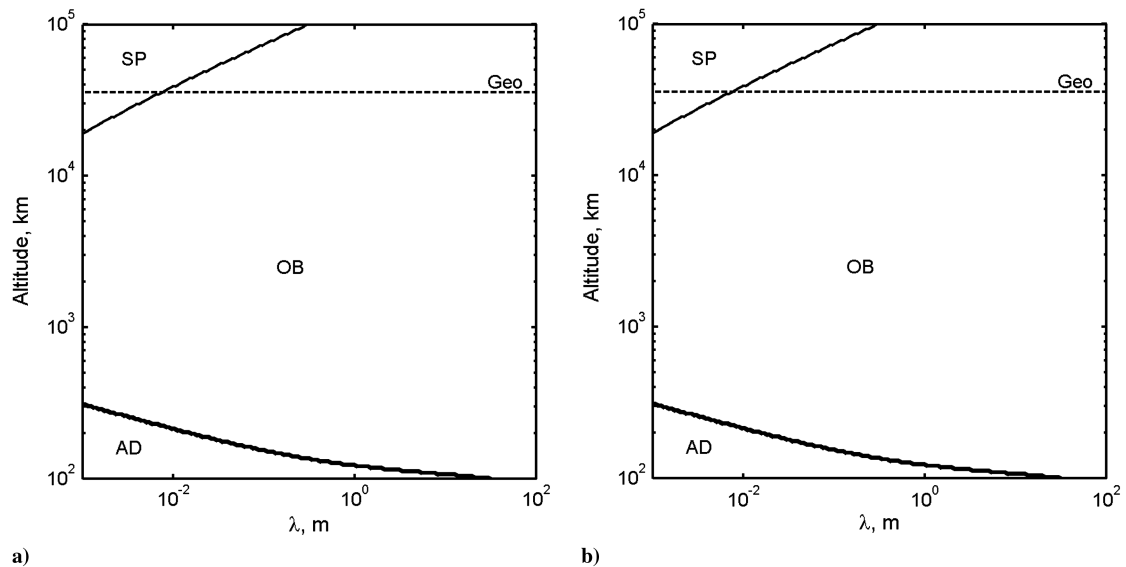 10^5
SP
Geo
10^4
Altitude, km
OB
10^3
AD
10^2
10^-2
10^0
10^2
λ, m
a)
10^5
SP
Geo
10^4
Altitude, km
OB
10^3
AD
10^2
10^-2
10^0
10^2
λ, m
b)